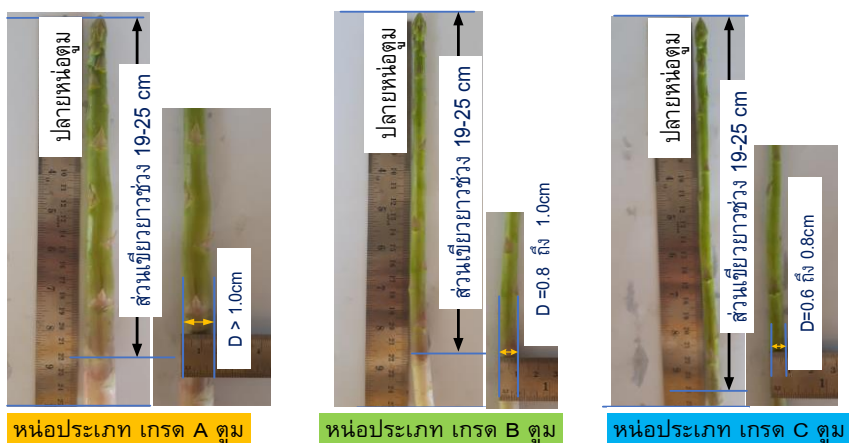 ปลายหน่อตูม
ส่วนเขียวยาวช่วง 19-25 cm
D > 1.0cm
หน่อประเภท เกรด A ตูม
ปลายหน่อตูม
ส่วนเขียวยาวช่วง 19-25 cm
D =0.8 ถึง 1.0cm
หน่อประเภท เกรด B ตูม
ปลายหน่อตูม
ส่วนเขียวยาวช่วง 19-25 cm
D=0.6 ถึง 0.8cm
หน่อประเภท เกรด C ตูม